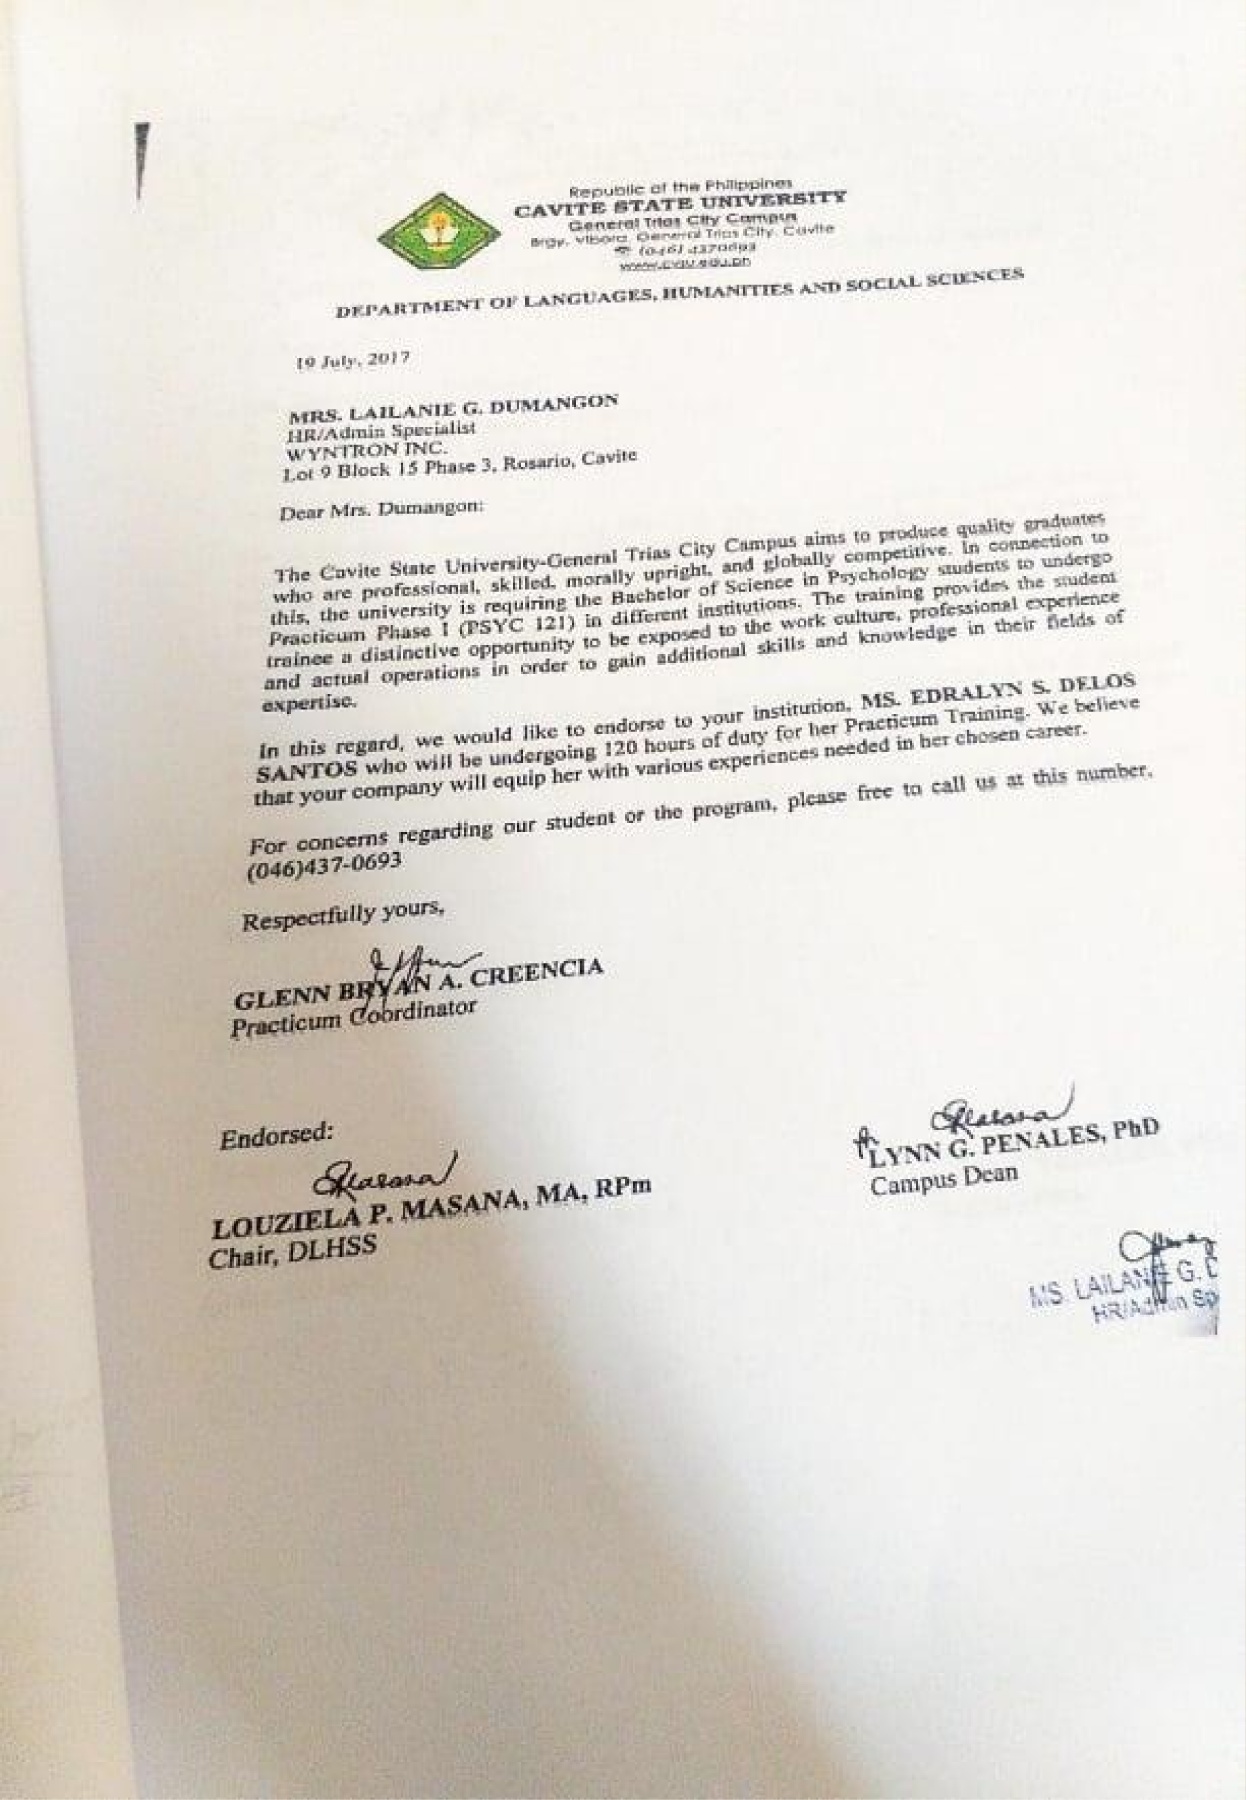 Republic of the Philippines
CAVITE STATE UNIVERSITY
General Trias City Campus
Brgy. Vibora, General Trias City, Cavite
☏ (046) 4370693
www.cvsu.edu.ph
DEPARTMENT OF LANGUAGES, HUMANITIES AND SOCIAL SCIENCES
19 July, 2017
MRS. LAILANIE G. DUMANGON
HR/Admin Specialist
WYNTRON INC.
Lot 9 Block 15 Phase 3, Rosario, Cavite
Dear Mrs. Dumangon:
The Cavite State University-General Trias City Campus aims to produce quality graduates
who are professional, skilled, morally upright, and globally competitive. In connection to
this, the university is requiring the Bachelor of Science in Psychology students to undergo
Practicum Phase I (PSYC 121) in different institutions. The training provides the student
trainee a distinctive opportunity to be exposed to the work culture, professional experience
and actual operations in order to gain additional skills and knowledge in their fields of
expertise.
In this regard, we would like to endorse to your institution, MS. EDRALYN S. DELOS
SANTOS who will be undergoing 120 hours of duty for her Practicum Training. We believe
that your company will equip her with various experiences needed in her chosen career.
For concerns regarding our student or the program, please free to call us at this number,
(046)437-0693
Respectfully yours,
GLENN BRYAN A. CREENCIA
Practicum Coordinator
Endorsed:
LOUZIELA P. MASANA, MA, RPm
Chair, DLHSS
LYNN G. PENALES, PhD
Campus Dean
MS. LAILANIE G. D
HR/Admin Sp